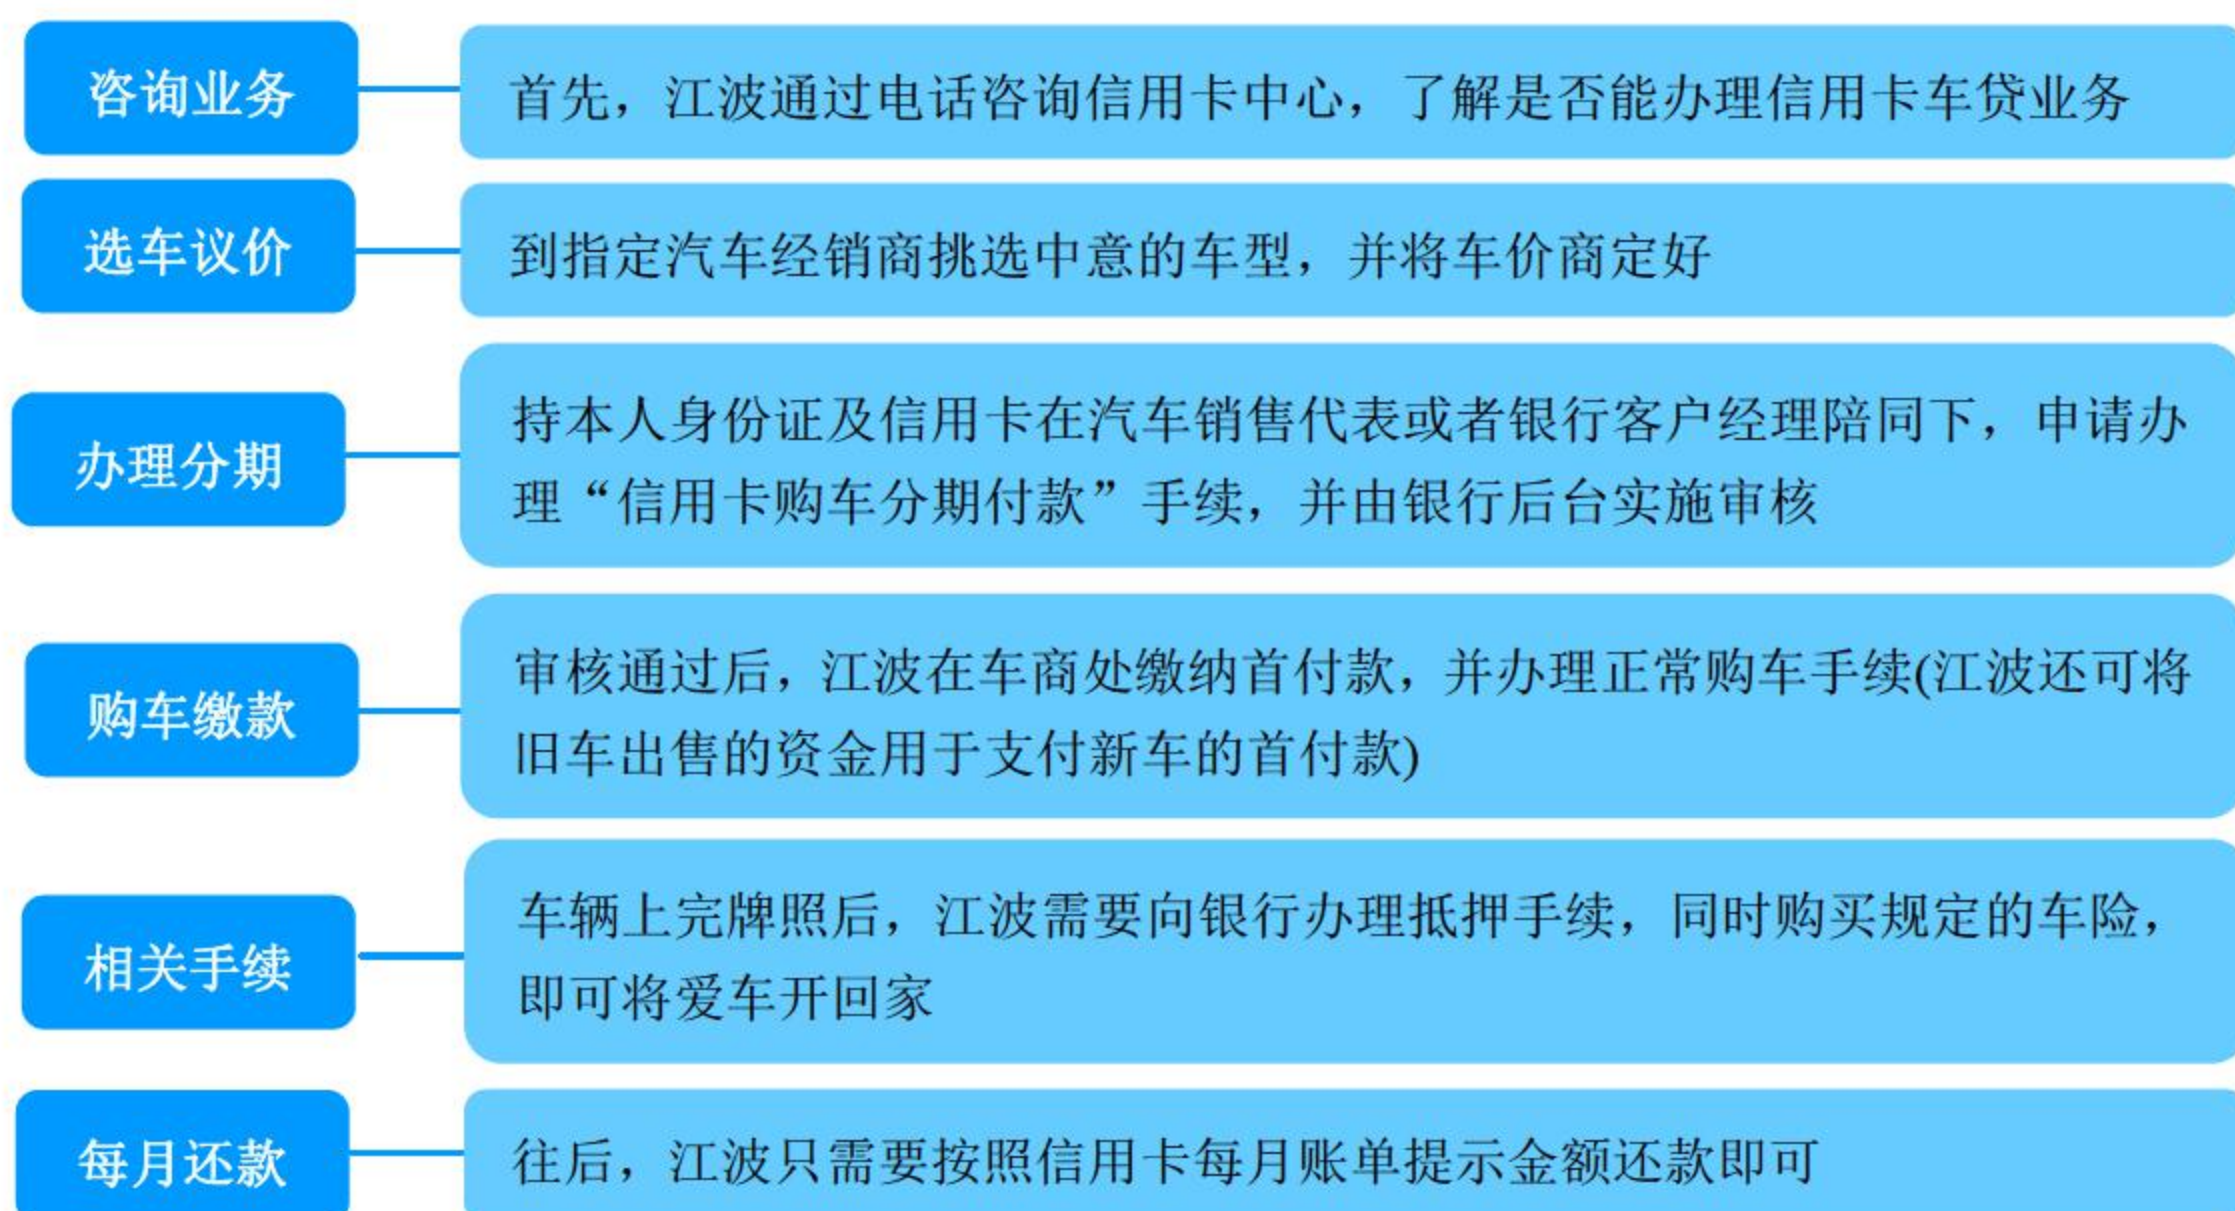 咨询业务
首先，江波通过电话咨询信用卡中心，了解是否能办理信用卡车贷业务
选车议价
到指定汽车经销商挑选中意的车型，并将车价商定好
办理分期
持本人身份证及信用卡在汽车销售代表或者银行客户经理陪同下，申请办
理“信用卡购车分期付款”手续，并由银行后台实施审核
购车缴款
审核通过后，江波在车商处缴纳首付款，并办理正常购车手续(江波还可将
旧车出售的资金用于支付新车的首付款)
相关手续
车辆上完牌照后，江波需要向银行办理抵押手续，同时购买规定的车险，
即可将爱车开回家
每月还款
往后，江波只需要按照信用卡每月账单提示金额还款即可